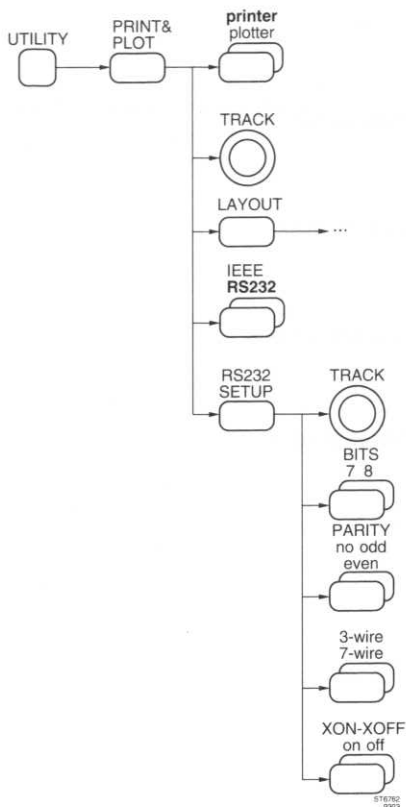 UTILITY
PRINT&
PLOT
printer
plotter
TRACK
LAYOUT
...
IEEE
RS232
RS232
SETUP
TRACK
BITS
7 8
PARITY
no odd
even
3-wire
7-wire
XON-XOFF
on off
ST6762
9303